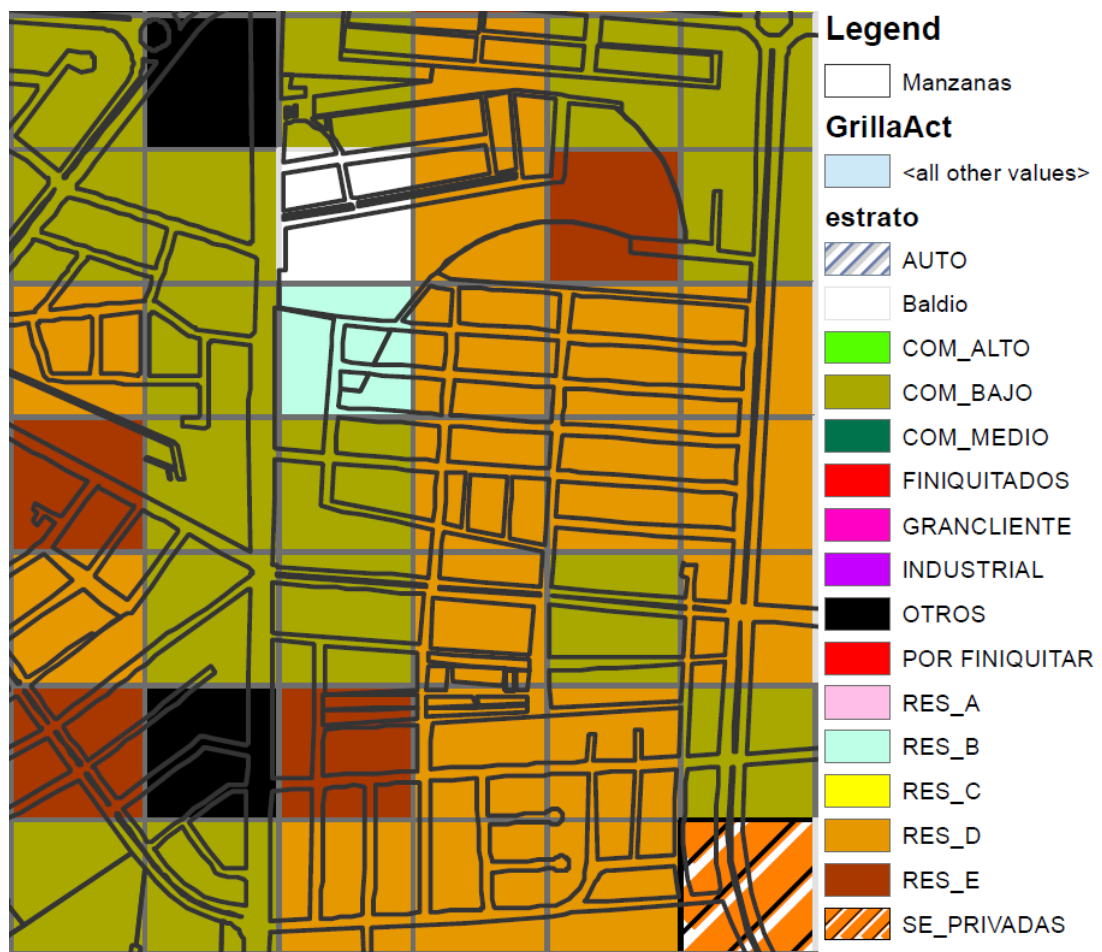 Legend
Manzanas
GrillaAct
<all other values>
estrato
AUTO
Baldio
COM_ALTO
COM_BAJO
COM_MEDIO
FINIQUITADOS
GRANCLIENTE
INDUSTRIAL
OTROS
POR FINIQUITAR
RES_A
RES_B
RES_C
RES_D
RES_E
SE_PRIVADAS